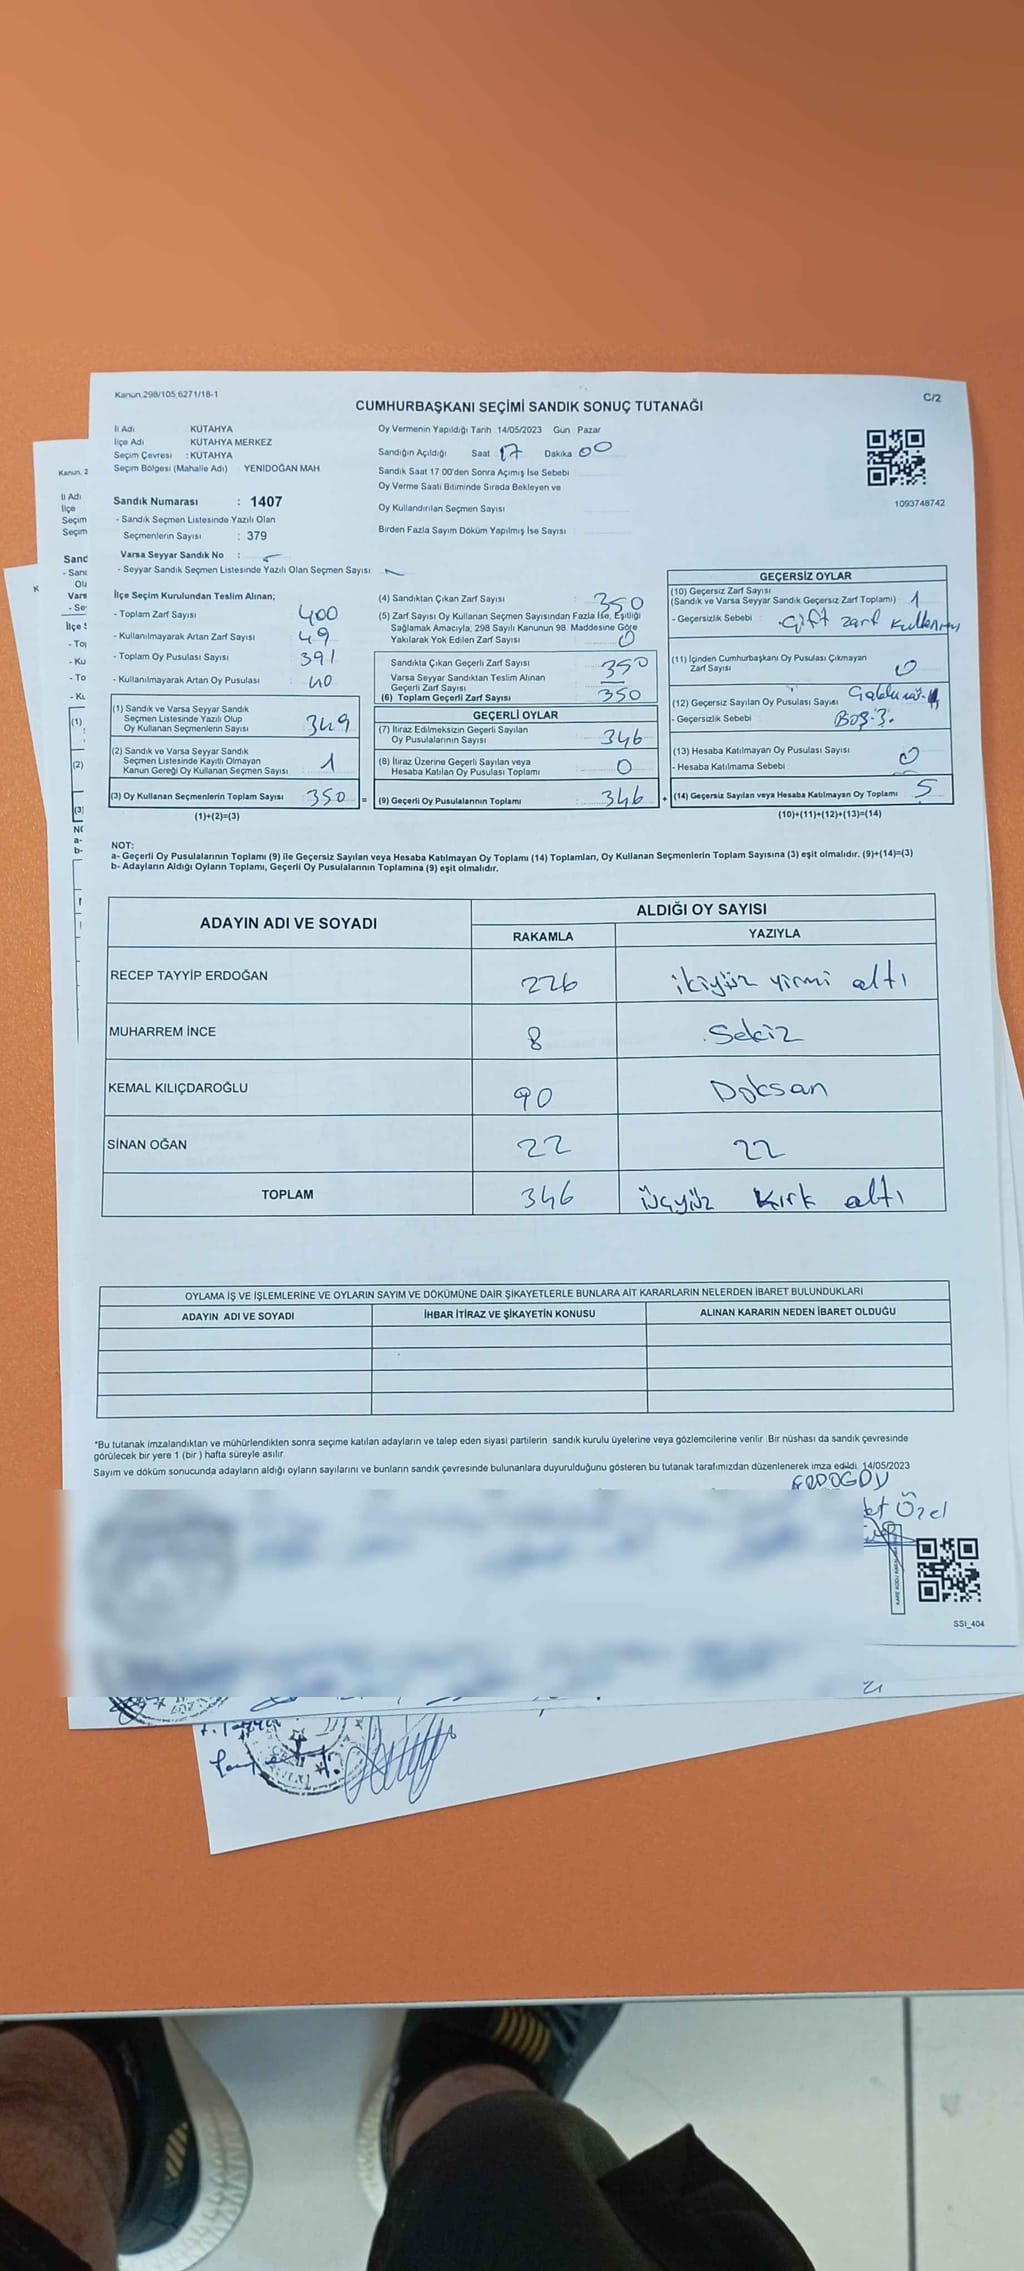 Kanun.298/105,6271/18-1
C/2
CUMHURBAŞKANI SEÇİMİ SANDIK SONUÇ TUTANAĞI
İl Adı KÜTAHYA
İlçe Adı KÜTAHYA MERKEZ
Seçim Çevresi : KÜTAHYA
Seçim Bölgesi (Mahalle Adı) YENİDOĞAN MAH
Sandık Numarası : 1407
- Sandık Seçmen Listesinde Yazılı Olan
Seçmenlerin Sayısı : 379
Varsa Seyyar Sandık No :
- Seyyar Sandık Seçmen Listesinde Yazılı Olan Seçmen Sayısı:
Oy Vermenin Yapıldığı Tarih 14/05/2023 Gün Pazar
Sandığın Açıldığı Saat 17 Dakika 00
Sandık Saat 17.00'den Sonra Açımış İse Sebebi
Oy Verme Saati Bitiminde Sırada Bekleyen ve
Oy Kullandırılan Seçmen Sayısı
Birden Fazla Sayım Döküm Yapılmış İse Sayısı
1093748742
İlçe Seçim Kurulundan Teslim Alınan;
- Toplam Zarf Sayısı 400
- Kullanılmayarak Artan Zarf Sayısı 49
- Toplam Oy Pusulası Sayısı 391
- Kullanılmayarak Artan Oy Pusulası 40
(1) Sandık ve Varsa Seyyar Sandık
Seçmen Listesinde Yazılı Olup
Oy Kullanan Seçmenlerin Sayısı 349
(2) Sandık ve Varsa Seyyar Sandık
Seçmen Listesinde Kayıtlı Olmayan
Kanun Gereği Oy Kullanan Seçmen Sayısı 1
(3) Oy Kullanan Seçmenlerin Toplam Sayısı 350 =
(1)+(2)=(3)
(4) Sandıktan Çıkan Zarf Sayısı : 350
(5) Zarf Sayısı Oy Kullanan Seçmen Sayısından Fazla İse, Eşitliği
Sağlamak Amacıyla, 298 Sayılı Kanunun 98. Maddesine Göre
Yakılarak Yok Edilen Zarf Sayısı 0
Sandıkta Çıkan Geçerli Zarf Sayısı 350
Varsa Seyyar Sandıktan Teslim Alınan
Geçerli Zarf Sayısı
(6) Toplam Geçerli Zarf Sayısı 350
GEÇERLİ OYLAR
(7) İtiraz Edilmeksizin Geçerli Sayılan
Oy Pusulalarının Sayısı 346
(8) İtiraz Üzerine Geçerli Sayılan veya
Hesaba Katılan Oy Pusulası Toplamı 0
(9) Geçerli Oy Pusulalarının Toplamı : 346 +
GEÇERSİZ OYLAR
(10) Geçersiz Zarf Sayısı
(Sandık ve Varsa Seyyar Sandık Geçersiz Zarf Toplamı) 1
- Geçersizlik Sebebi : Çift zarf kullanım
(11) İçinden Cumhurbaşkanı Oy Pusulası Çıkmayan
Zarf Sayısı 0
(12) Geçersiz Sayılan Oy Pusulası Sayısı
- Geçersizlik Sebebi Boş 3.
(13) Hesaba Katılmayan Oy Pusulası Sayısı 0
- Hesaba Katılmama Sebebi
(14) Geçersiz Sayılan veya Hesaba Katılmayan Oy Toplamı 5
(10)+(11)+(12)+(13)=(14)
NOT:
a- Geçerli Oy Pusulalarının Toplamı (9) ile Geçersiz Sayılan veya Hesaba Katılmayan Oy Toplamı (14) Toplamları, Oy Kullanan Seçmenlerin Toplam Sayısına (3) eşit olmalıdır. (9)+(14)=(3)
b- Adayların Aldığı Oyların Toplamı, Geçerli Oy Pusulalarının Toplamına (9) eşit olmalıdır.
ADAYIN ADI VE SOYADI ALDIĞI OY SAYISI
RAKAMLA YAZIYLA
RECEP TAYYİP ERDOĞAN 226 ikiyüz yirmi altı
MUHARREM İNCE 8 Sekiz
KEMAL KILIÇDAROĞLU 90 Doksan
SİNAN OĞAN 22 22
TOPLAM 346 üçyüz kırk altı
OYLAMA İŞ VE İŞLEMLERİNE VE OYLARIN SAYIM VE DÖKÜMÜNE DAİR ŞİKAYETLERLE BUNLARA AİT KARARLARIN NELERDEN İBARET BULUNDUKLARI
ADAYIN ADI VE SOYADI İHBAR İTİRAZ VE ŞİKAYETİN KONUSU ALINAN KARARIN NEDEN İBARET OLDUĞU
*Bu tutanak imzalandıktan ve mühürlendikten sonra seçime katılan adayların ve talep eden siyasi partilerin sandık kurulu üyelerine veya gözlemcilerine verilir. Bir nüshası da sandık çevresinde
görülecek bir yere 1 (bir) hafta süreyle asılır.
Sayım ve döküm sonucunda adayların aldığı oyların sayılarını ve bunların sandık çevresinde bulunanlara duyurulduğunu gösteren bu tutanak tarafımızdan düzenlenerek imza edildi. 14/05/2023
ERDOĞDU
Özel
SSI_404